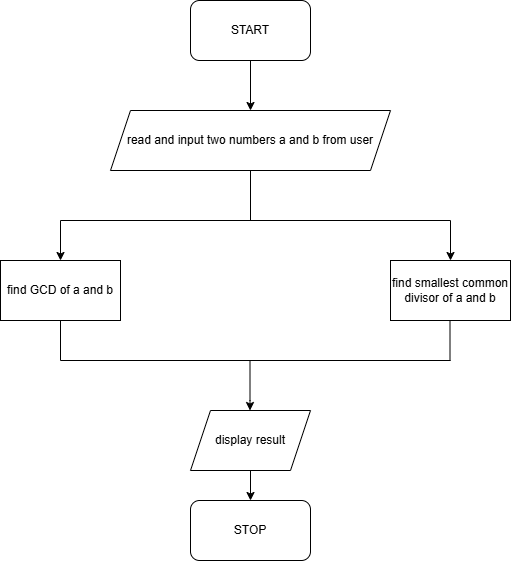 START
read and input two numbers a and b from user
find GCD of a and b
find smallest common
divisor of a and b
display result
STOP